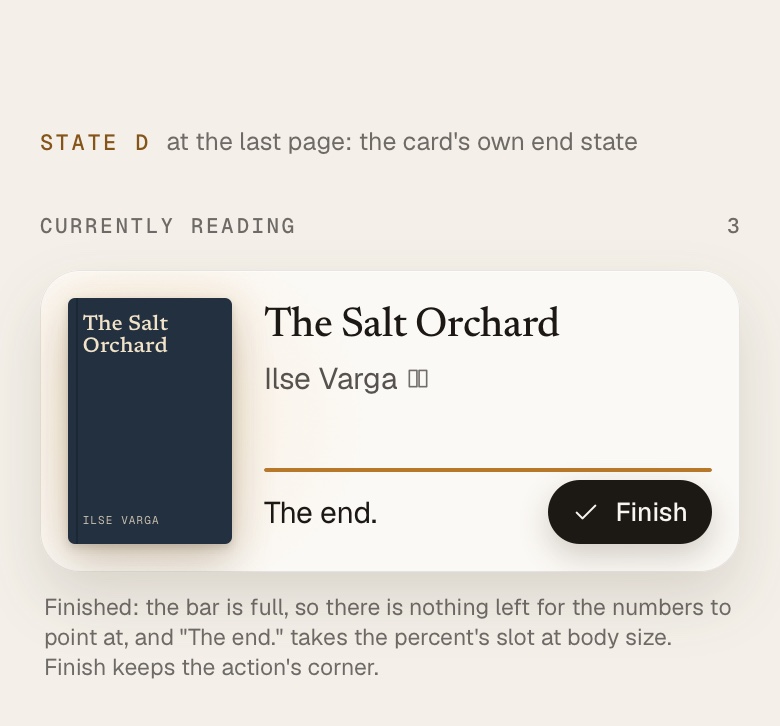 STATE D at the last page: the card's own end state
CURRENTLY READING 3
The Salt
Orchard
ILSE VARGA
The Salt Orchard
Ilse Varga
The end.
Finish
Finished: the bar is full, so there is nothing left for the numbers to
point at, and "The end." takes the percent's slot at body size.
Finish keeps the action's corner.